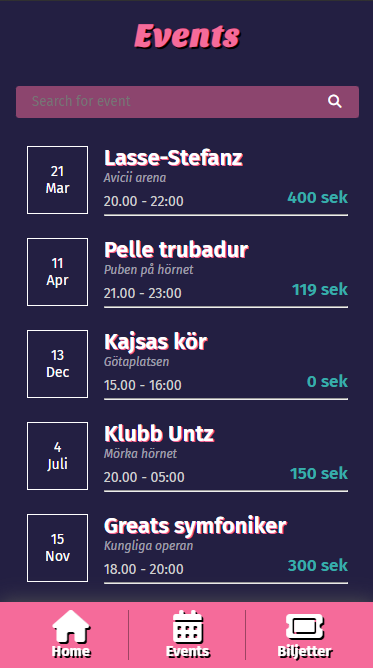 Events
Search for event
21
Mar
Lasse-Stefanz
Avicii arena
20.00 - 22:00
400 sek
11
Apr
Pelle trubadur
Puben på hörnet
21.00 - 23:00
119 sek
13
Dec
Kajsas kör
Götaplatsen
15.00 - 16:00
0 sek
4
Juli
Klubb Untz
Mörka hörnet
20.00 - 05:00
150 sek
15
Nov
Greats symfoniker
Kungliga operan
18.00 - 20:00
300 sek
Home
Events
Biljetter